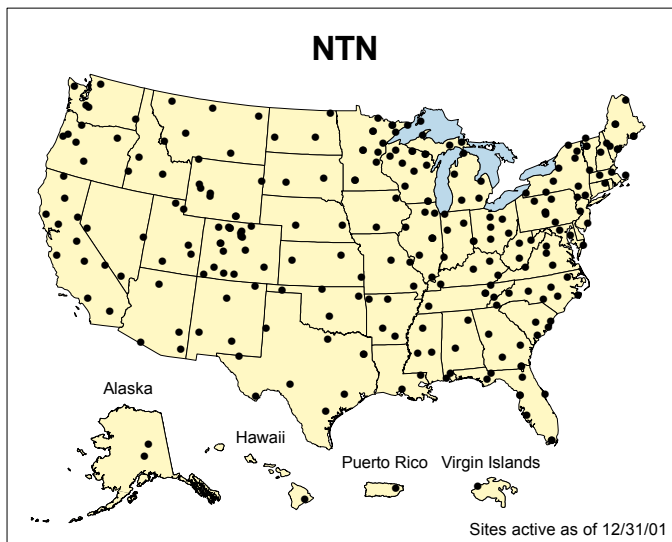 NTN
Alaska
Hawaii
Puerto Rico
Virgin Islands
Sites active as of 12/31/01